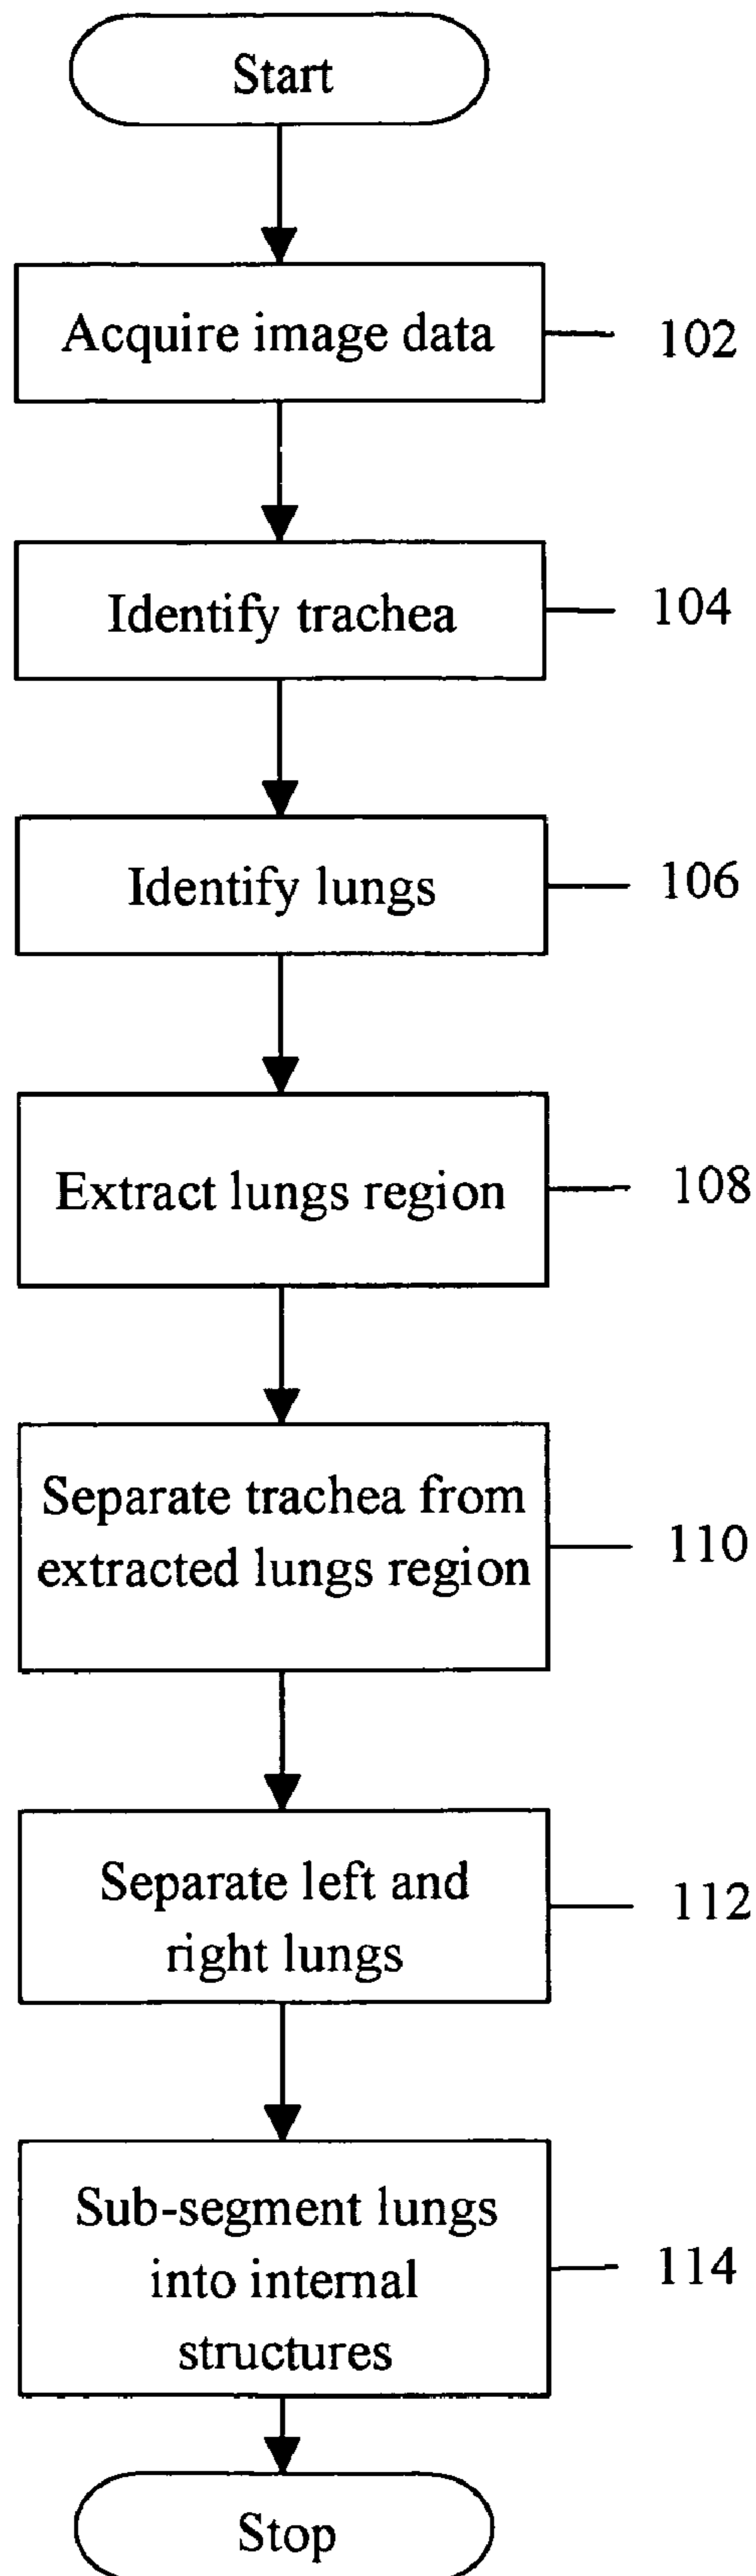 Start
Acquire image data
102
Identify trachea
104
Identify lungs
106
Extract lungs region
108
Separate trachea from
extracted lungs region
110
Separate left and
right lungs
112
Sub-segment lungs
into internal
structures
114
Stop